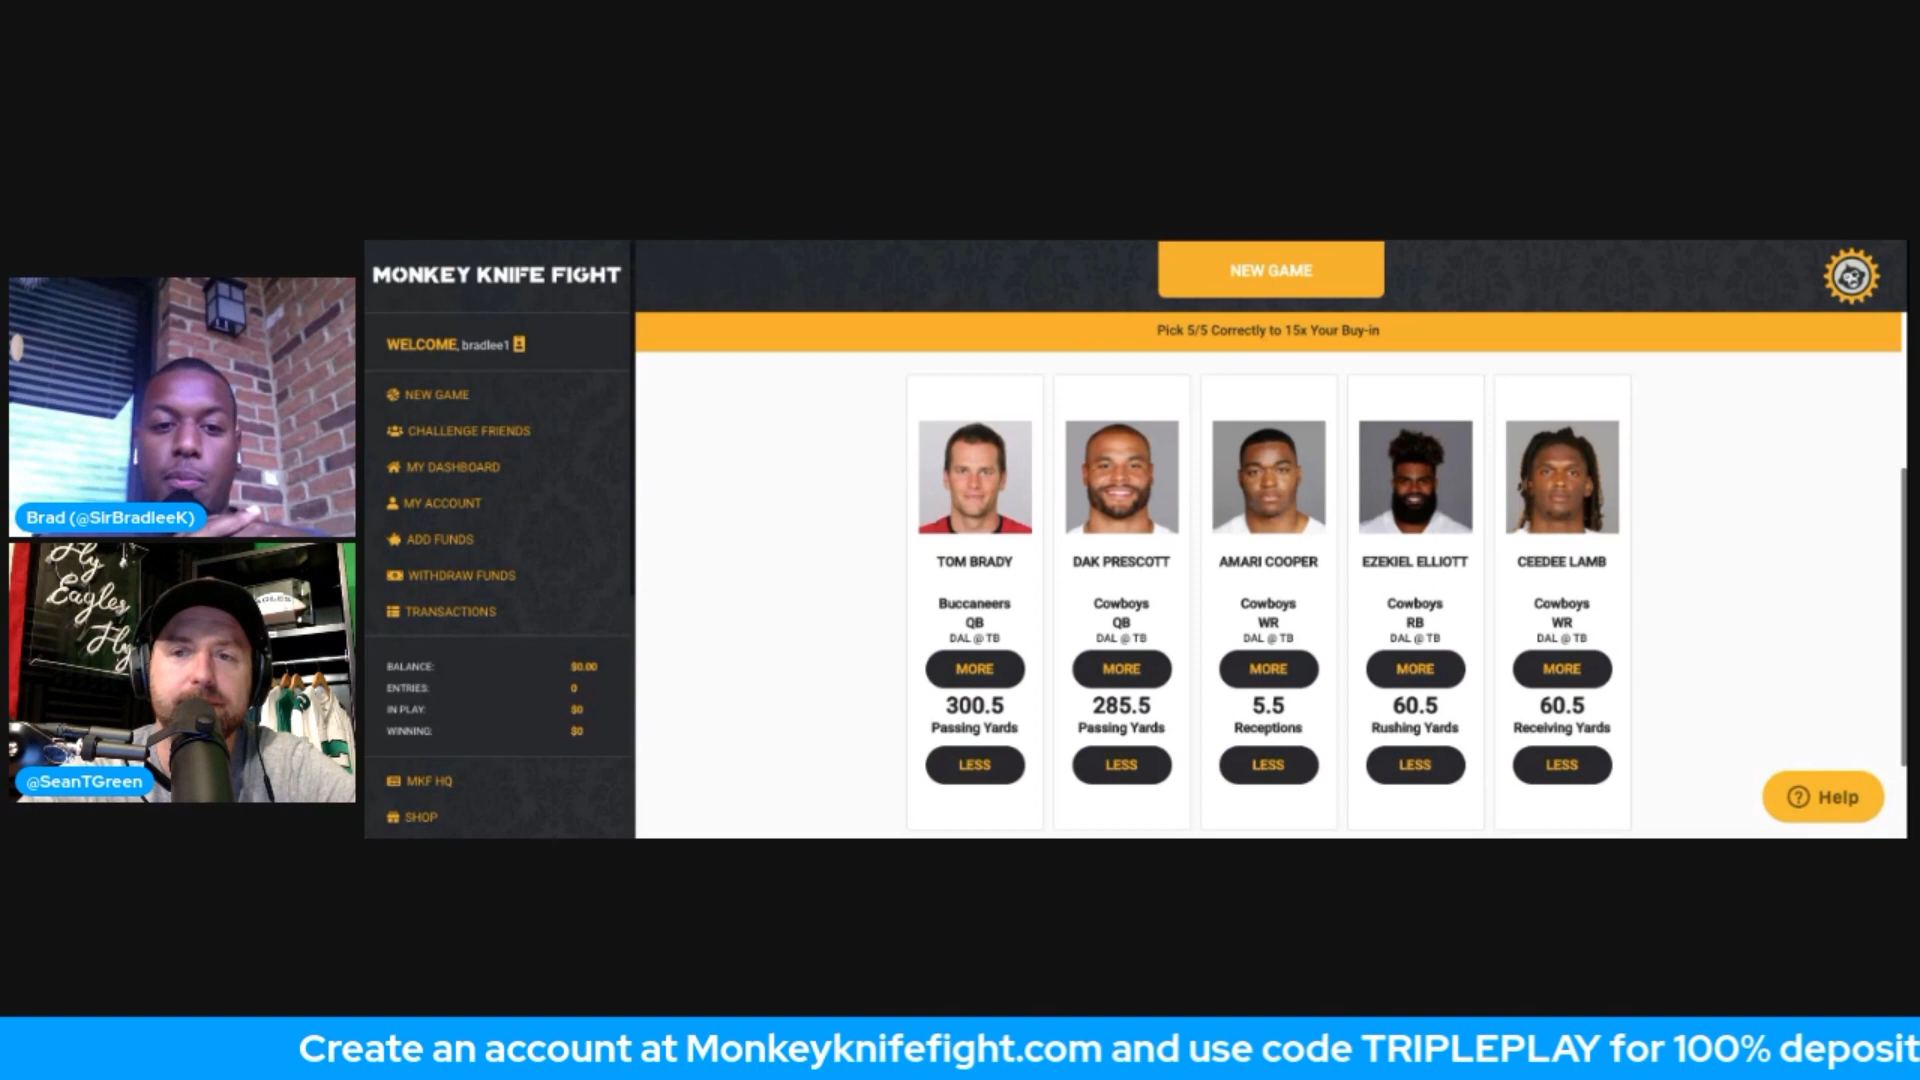 Brad (@SirBradleeK)
Fly
Eagles
Fly
EAGLES
@SeanTGreen
MONKEY KNIFE FIGHT
WELCOME, bradlee1
NEW GAME
CHALLENGE FRIENDS
MY DASHBOARD
MY ACCOUNT
ADD FUNDS
WITHDRAW FUNDS
TRANSACTIONS
BALANCE: $0.00
ENTRIES: 0
IN PLAY: $0
WINNING: $0
MKF HQ
SHOP
NEW GAME
Pick 5/5 Correctly to 15x Your Buy-in
TOM BRADY
Buccaneers
QB
DAL @ TB
MORE
300.5
Passing Yards
LESS
DAK PRESCOTT
Cowboys
QB
DAL @ TB
MORE
285.5
Passing Yards
LESS
AMARI COOPER
Cowboys
WR
DAL @ TB
MORE
5.5
Receptions
LESS
EZEKIEL ELLIOTT
Cowboys
RB
DAL @ TB
MORE
60.5
Rushing Yards
LESS
CEEDEE LAMB
Cowboys
WR
DAL @ TB
MORE
60.5
Receiving Yards
LESS
? Help
Create an account at Monkeyknifefight.com and use code TRIPLEPLAY for 100% deposit